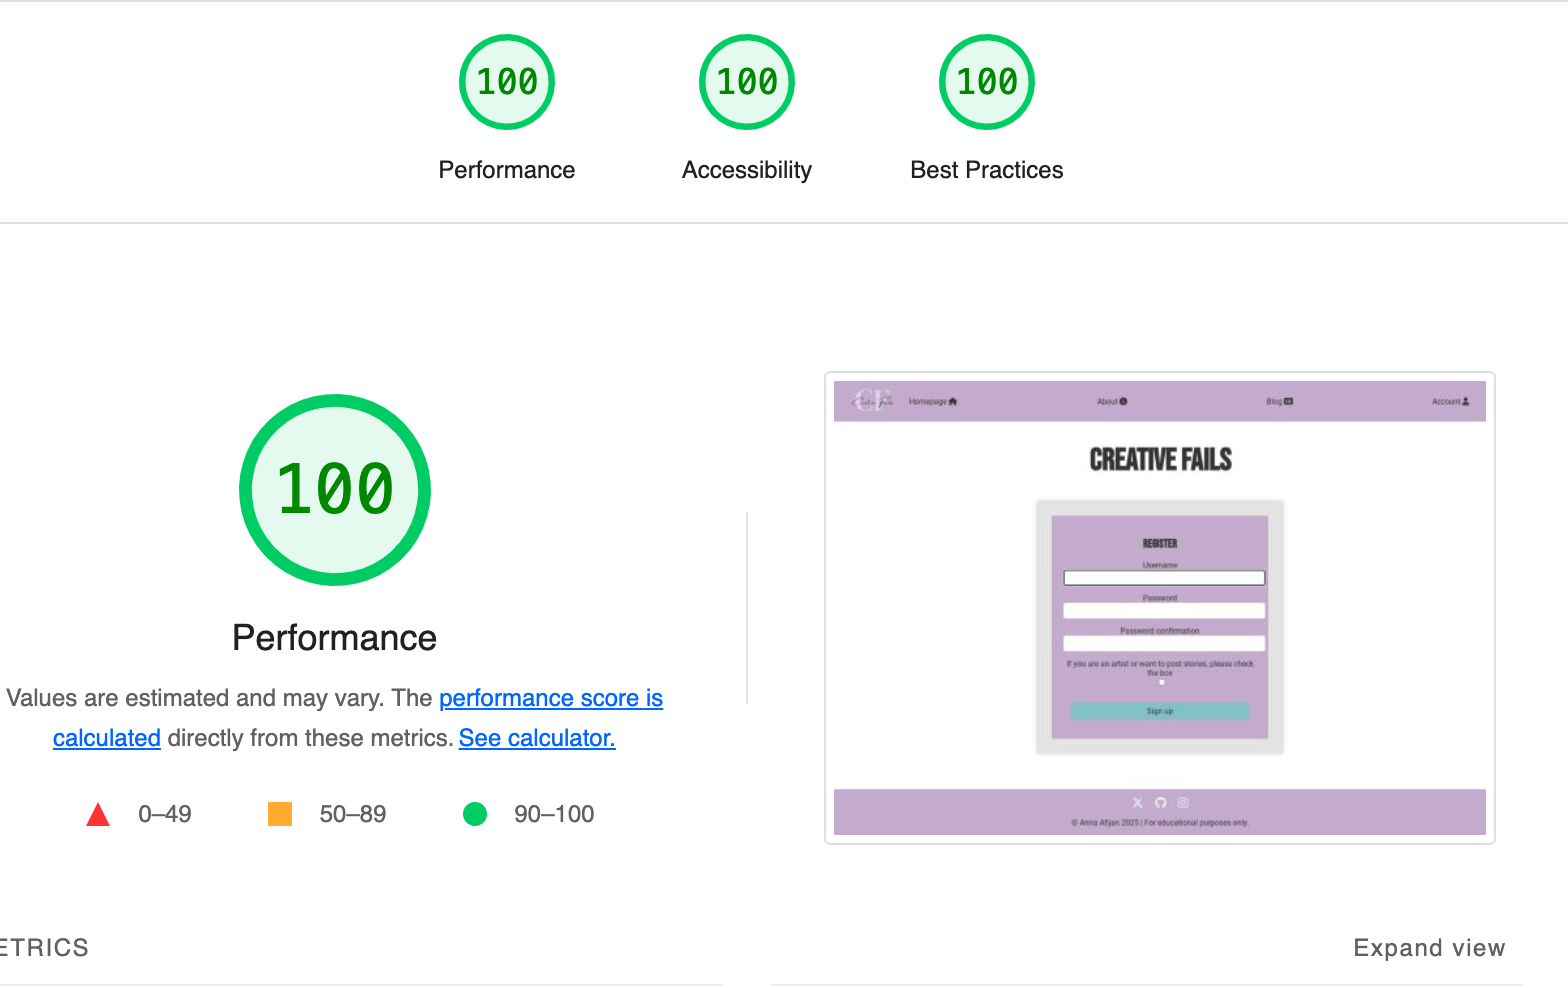 100
100
100
Performance
Accessibility
Best Practices
100
Performance
Values are estimated and may vary. The performance score is
calculated directly from these metrics. See calculator.
0–49
50–89
90–100
CF
Homepage
About
Blog
Account
CREATIVE FAILS
REGISTER
Username
Password
Password confirmation
If you are an artist or want to post stories, please check
the box
Sign up
© Anna Afjan 2025 | For educational purposes only.
ETRICS
Expand view